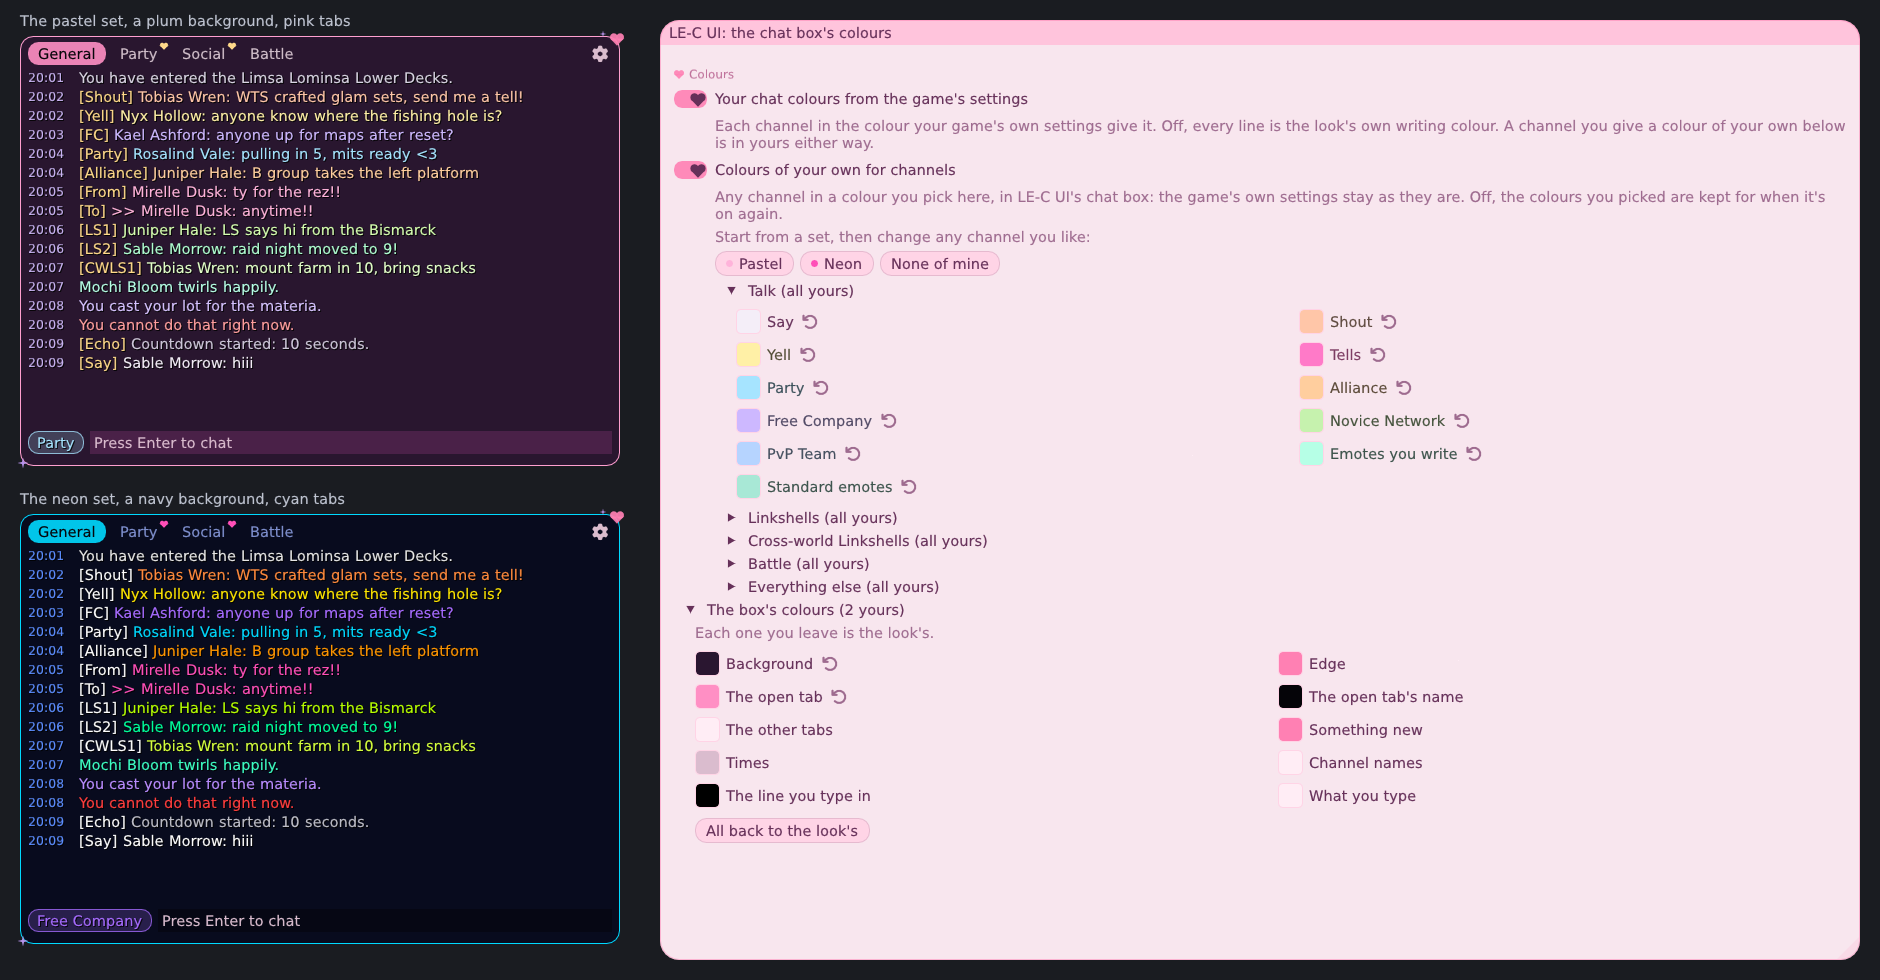 The pastel set, a plum background, pink tabs
General Party Social Battle
20:01 You have entered the Limsa Lominsa Lower Decks.
20:02 [Shout] Tobias Wren: WTS crafted glam sets, send me a tell!
20:02 [Yell] Nyx Hollow: anyone know where the fishing hole is?
20:03 [FC] Kael Ashford: anyone up for maps after reset?
20:04 [Party] Rosalind Vale: pulling in 5, mits ready <3
20:04 [Alliance] Juniper Hale: B group takes the left platform
20:05 [From] Mirelle Dusk: ty for the rez!!
20:05 [To] >> Mirelle Dusk: anytime!!
20:06 [LS1] Juniper Hale: LS says hi from the Bismarck
20:06 [LS2] Sable Morrow: raid night moved to 9!
20:07 [CWLS1] Tobias Wren: mount farm in 10, bring snacks
20:07 Mochi Bloom twirls happily.
20:08 You cast your lot for the materia.
20:08 You cannot do that right now.
20:09 [Echo] Countdown started: 10 seconds.
20:09 [Say] Sable Morrow: hiii
Party Press Enter to chat
The neon set, a navy background, cyan tabs
General Party Social Battle
20:01 You have entered the Limsa Lominsa Lower Decks.
20:02 [Shout] Tobias Wren: WTS crafted glam sets, send me a tell!
20:02 [Yell] Nyx Hollow: anyone know where the fishing hole is?
20:03 [FC] Kael Ashford: anyone up for maps after reset?
20:04 [Party] Rosalind Vale: pulling in 5, mits ready <3
20:04 [Alliance] Juniper Hale: B group takes the left platform
20:05 [From] Mirelle Dusk: ty for the rez!!
20:05 [To] >> Mirelle Dusk: anytime!!
20:06 [LS1] Juniper Hale: LS says hi from the Bismarck
20:06 [LS2] Sable Morrow: raid night moved to 9!
20:07 [CWLS1] Tobias Wren: mount farm in 10, bring snacks
20:07 Mochi Bloom twirls happily.
20:08 You cast your lot for the materia.
20:08 You cannot do that right now.
20:09 [Echo] Countdown started: 10 seconds.
20:09 [Say] Sable Morrow: hiii
Free Company Press Enter to chat
LE-C UI: the chat box's colours
Colours
Your chat colours from the game's settings
Each channel in the colour your game's own settings give it. Off, every line is the look's own writing colour. A channel you give a colour of your own below
is in yours either way.
Colours of your own for channels
Any channel in a colour you pick here, in LE-C UI's chat box: the game's own settings stay as they are. Off, the colours you picked are kept for when it's
on again.
Start from a set, then change any channel you like:
Pastel Neon None of mine
Talk (all yours)
Say Shout
Yell Tells
Party Alliance
Free Company Novice Network
PvP Team Emotes you write
Standard emotes
Linkshells (all yours)
Cross-world Linkshells (all yours)
Battle (all yours)
Everything else (all yours)
The box's colours (2 yours)
Each one you leave is the look's.
Background Edge
The open tab The open tab's name
The other tabs Something new
Times Channel names
The line you type in What you type
All back to the look's